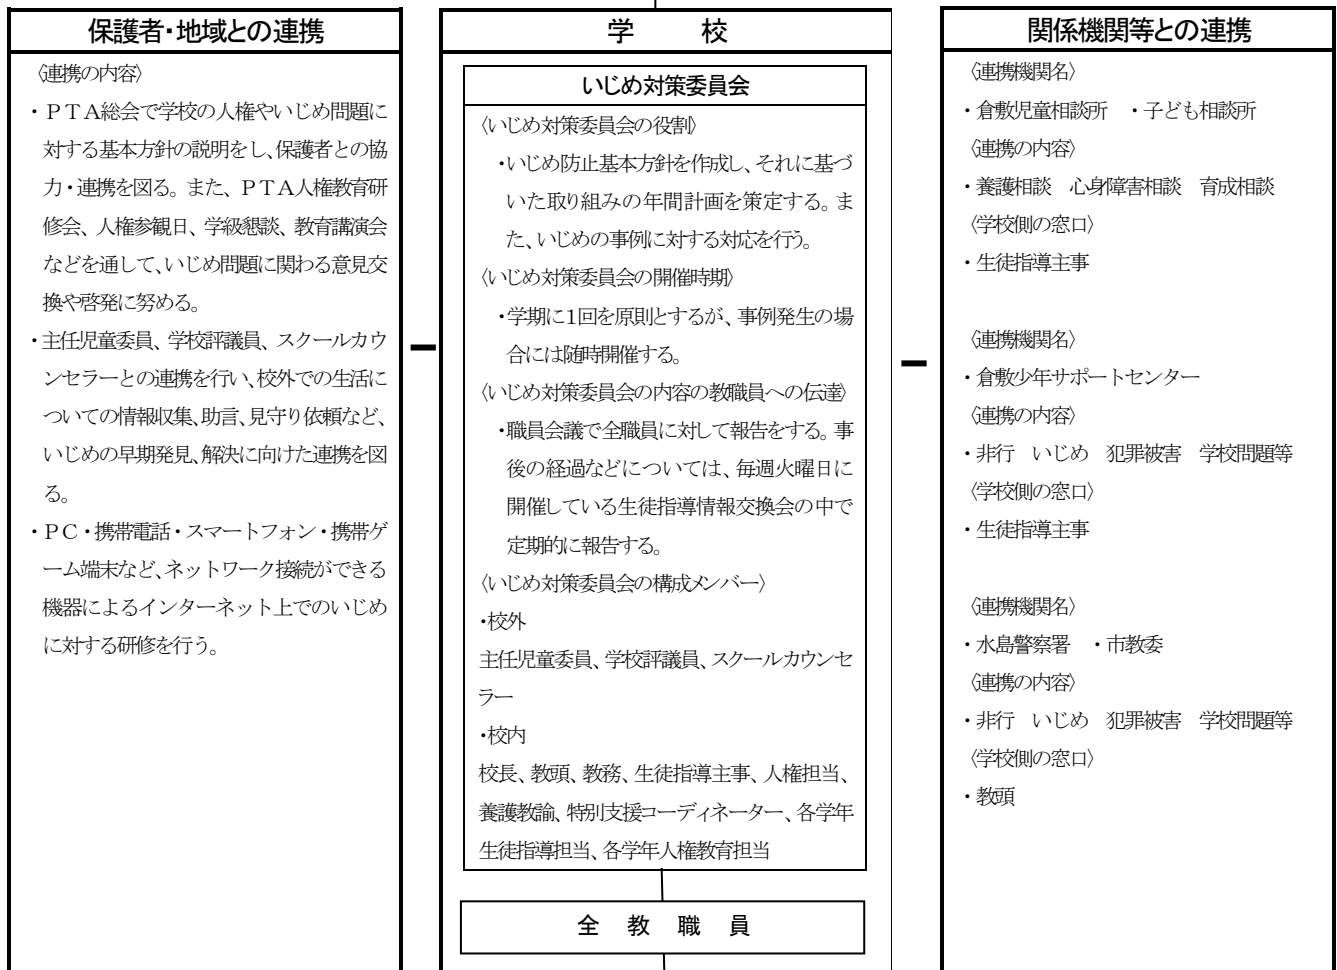 保護者・地域との連携
〈連携の内容〉
・ＰＴＡ総会で学校の人権やいじめ問題に
対する基本方針の説明をし、保護者との協
力・連携を図る。また、ＰＴＡ人権教育研
修会、人権参観日、学級懇談、教育講演会
などを通して、いじめ問題に関わる意見交
換や啓発に努める。
・主任児童委員、学校評議員、スクールカウ
ンセラーとの連携を行い、校外での生活に
ついての情報収集、助言、見守り依頼など、
いじめの早期発見、解決に向けた連携を図
る。
・ＰＣ・携帯電話・スマートフォン・携帯ゲ
ーム端末など、ネットワーク接続ができる
機器によるインターネット上でのいじめ
に対する研修を行う。
学　　校
いじめ対策委員会
〈いじめ対策委員会の役割〉
・いじめ防止基本方針を作成し、それに基づ
いた取り組みの年間計画を策定する。ま
た、いじめの事例に対する対応を行う。
〈いじめ対策委員会の開催時期〉
・学期に1回を原則とするが、事例発生の場
合には随時開催する。
〈いじめ対策委員会の内容の教職員への伝達〉
・職員会議で全職員に対して報告をする。事
後の経過などについては、毎週火曜日に
開催している生徒指導情報交換会の中で
定期的に報告する。
〈いじめ対策委員会の構成メンバー〉
・校外
主任児童委員、学校評議員、スクールカウンセ
ラー
・校内
校長、教頭、教務、生徒指導主事、人権担当、
養護教諭、特別支援コーディネーター、各学年
生徒指導担当、各学年人権教育担当
全　教　職　員
関係機関等との連携
〈連携機関名〉
・倉敷児童相談所　・子ども相談所
〈連携の内容〉
・養護相談　心身障害相談　育成相談
〈学校側の窓口〉
・生徒指導主事
〈連携機関名〉
・倉敷少年サポートセンター
〈連携の内容〉
・非行　いじめ　犯罪被害　学校問題等
〈学校側の窓口〉
・生徒指導主事
〈連携機関名〉
・水島警察署　・市教委
〈連携の内容〉
・非行　いじめ　犯罪被害　学校問題等
〈学校側の窓口〉
・教頭